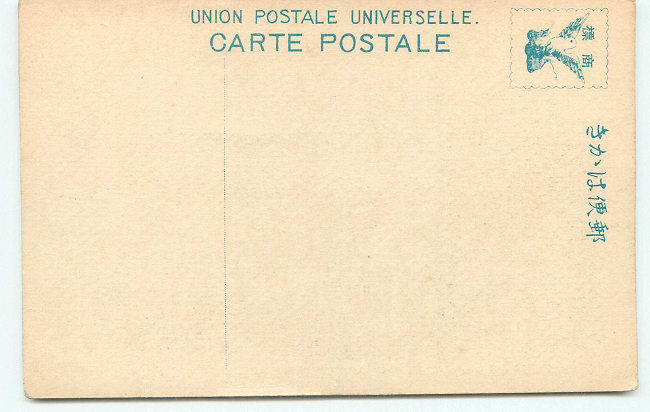 UNION POSTALE UNIVERSELLE.
CARTE POSTALE
商標
郵便はかき